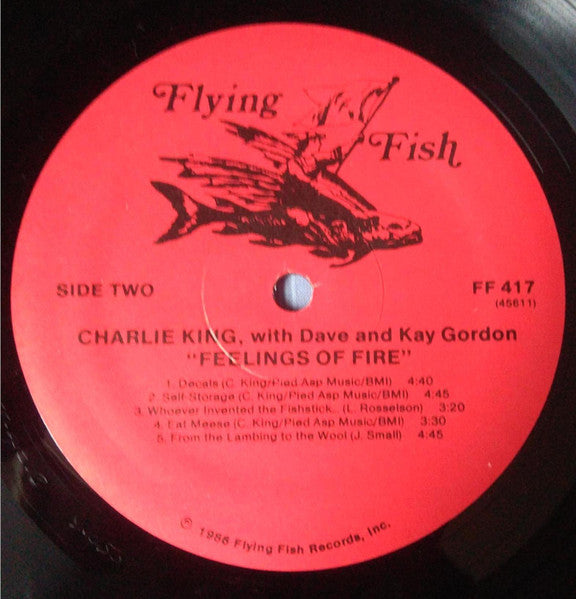 Flying
Fish
SIDE TWO
FF 417
(45611)
CHARLIE KING, with Dave and Kay Gordon
"FEELINGS OF FIRE"
1. Decals (C. King/Pied Asp Music/BMI) 4:40
2. Self Storage (C. King/Pied Asp Music/BMI) 4:45
3. Whoever Invented the Fishstick.. (L. Rosselson) 3:20
4. Eat Meese (C. King/Pied Asp Music/BMI) 3:30
5. From the Lambing to the Wool (J. Small) 4:45
Flying Fish Records, Inc.